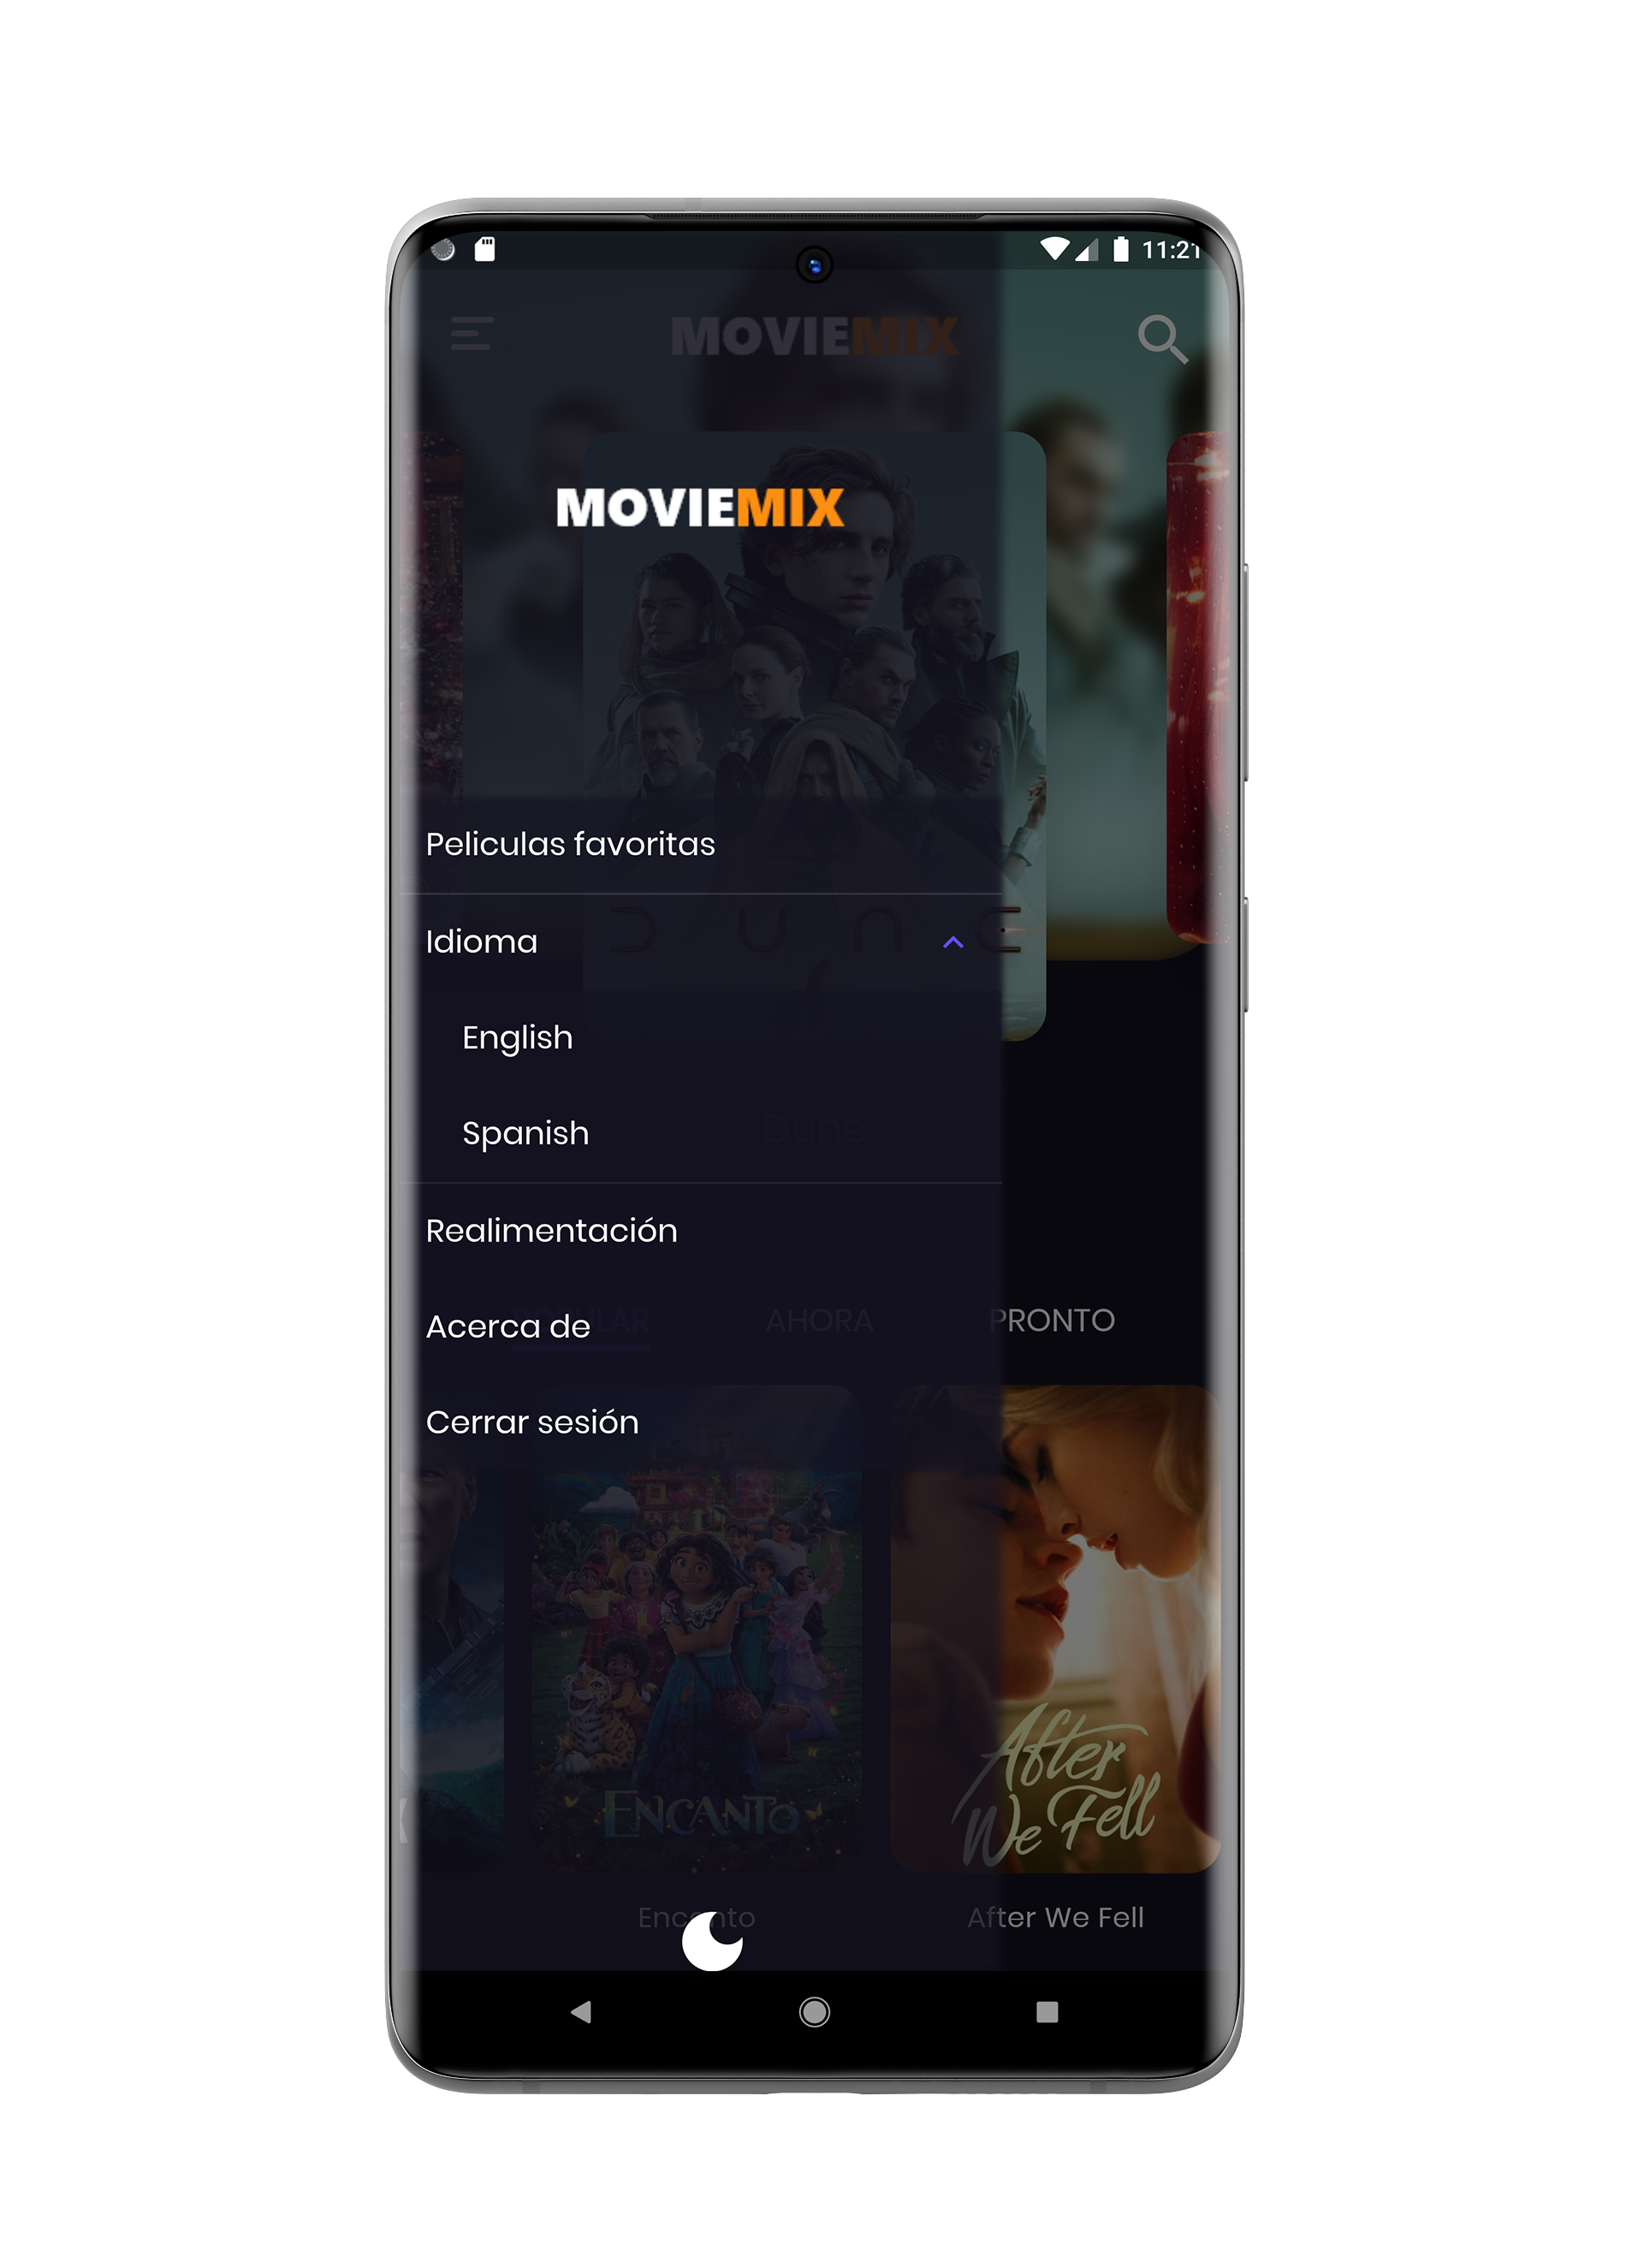 11:21
MOVIEMIX
MOVIEMIX
Peliculas favoritas
DUNE
Idioma
English
Spanish
Dune
Realimentación
AHORA
PRONTO
Acerca de
Cerrar sesión
ENCANTO
After
We Fell
Encanto
After We Fell